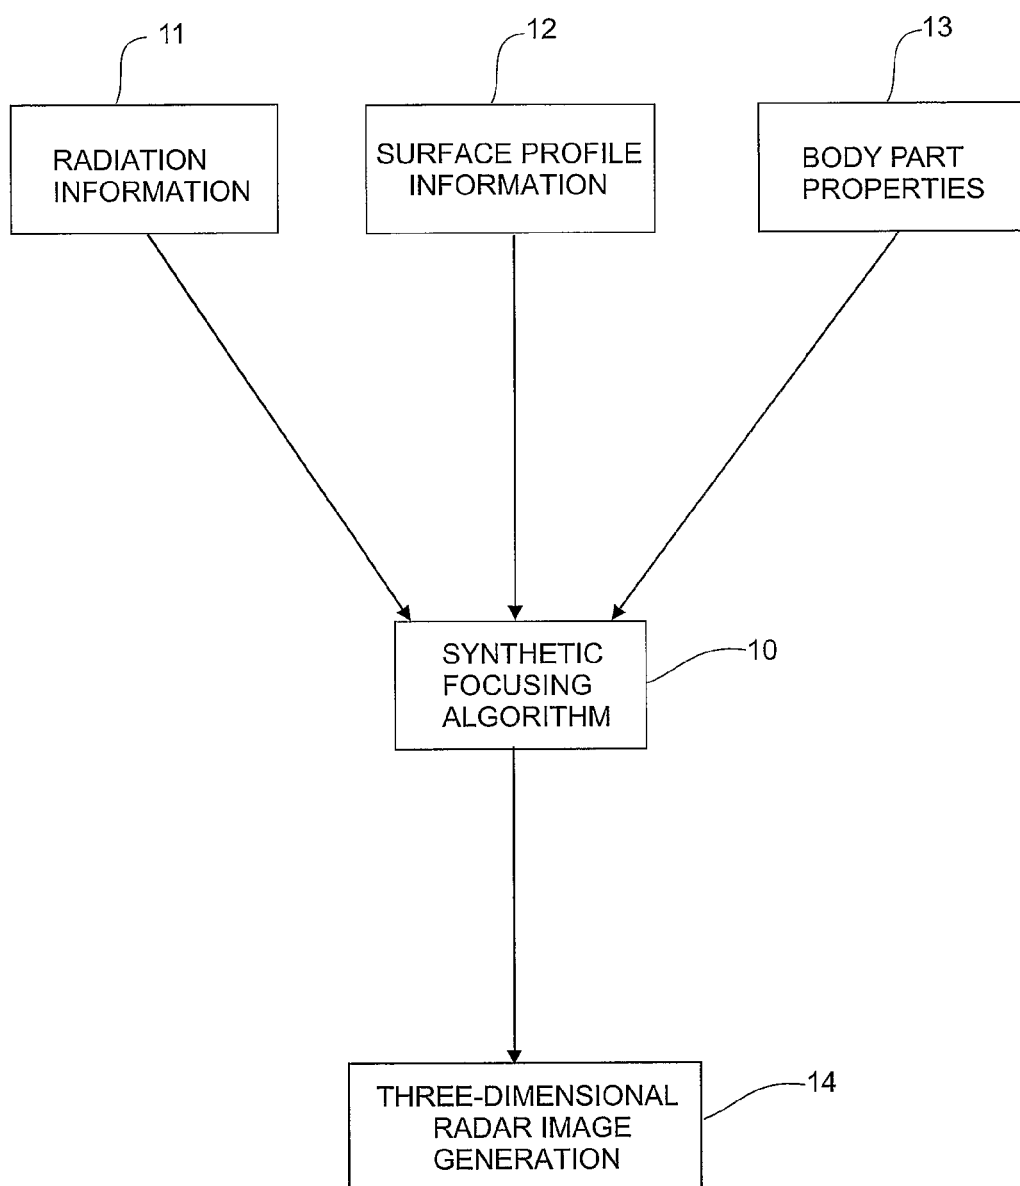 11
12
13
RADIATION
INFORMATION
SURFACE PROFILE
INFORMATION
BODY PART
PROPERTIES
SYNTHETIC
FOCUSING
ALGORITHM
10
THREE-DIMENSIONAL
RADAR IMAGE
GENERATION
14